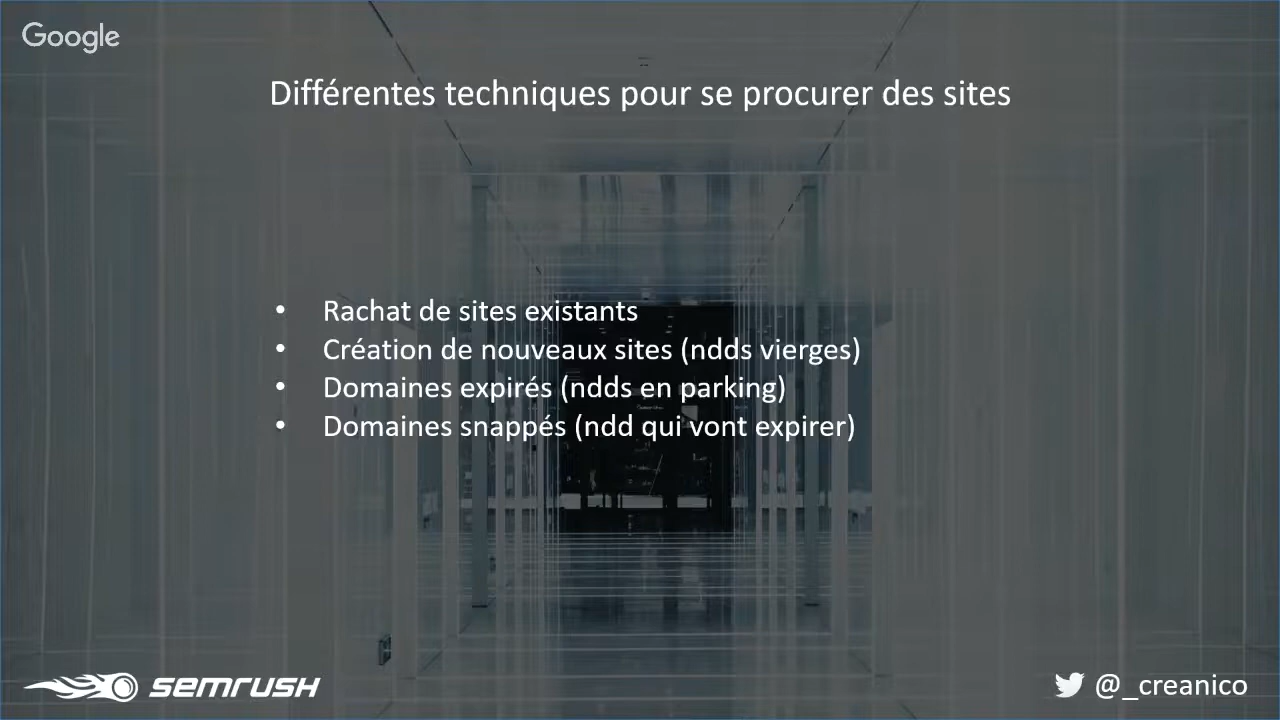 Google
Différentes techniques pour se procurer des sites
• Rachat de sites existants
• Création de nouveaux sites (ndds vierges)
• Domaines expirés (ndds en parking)
• Domaines snappés (ndd qui vont expirer)
SEMRUSH
@_creanico